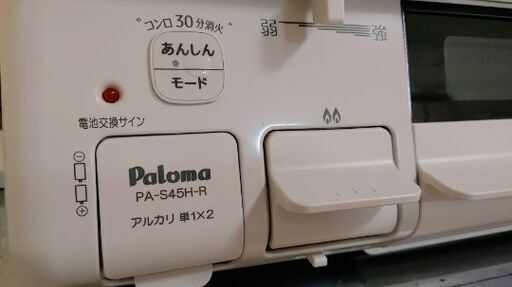 "コンロ30分消火"
あんしん
モード
弱 強
電池交換サイン
Paloma
PA-S45H-R
アルカリ 単1×2